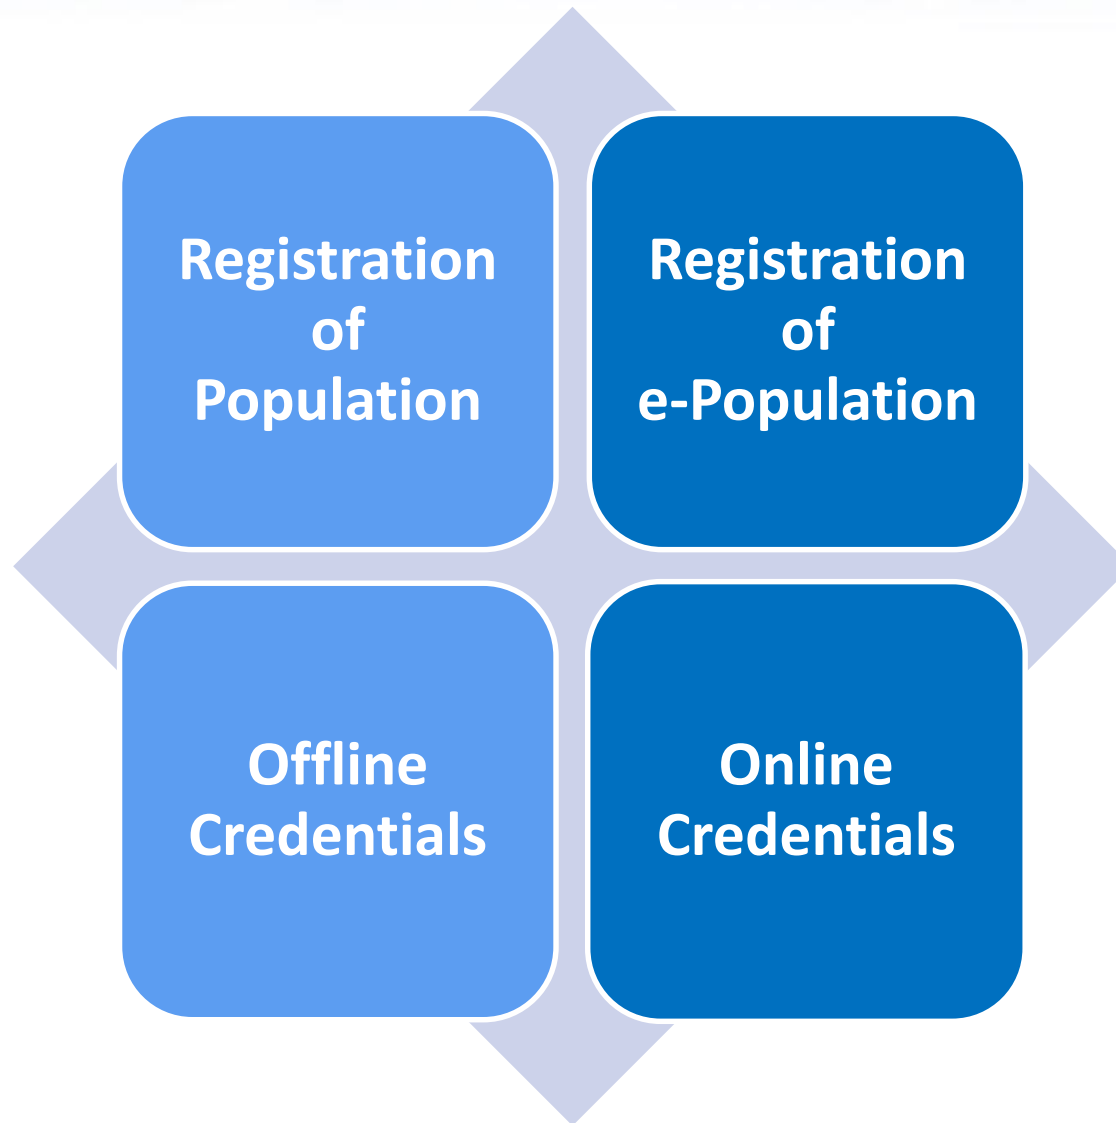 Registration
of
Population
Registration
of
e-Population
Offline
Credentials
Online
Credentials